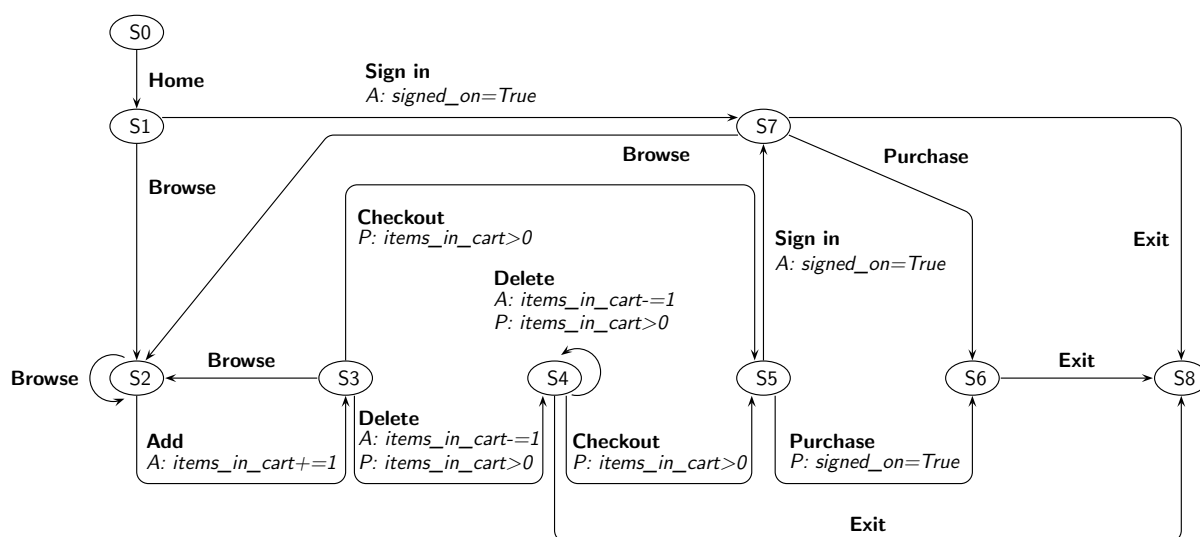 S0
Home
Sign in
A: signed_on=True
S1
S7
Browse
Browse
Purchase
Checkout
P: items_in_cart>0
Sign in
A: signed_on=True
Exit
Delete
A: items_in_cart-=1
P: items_in_cart>0
Browse
S2
Browse
S3
S4
S5
S6
Exit
S8
Add
A: items_in_cart+=1
Delete
A: items_in_cart-=1
P: items_in_cart>0
Checkout
P: items_in_cart>0
Purchase
P: signed_on=True
Exit